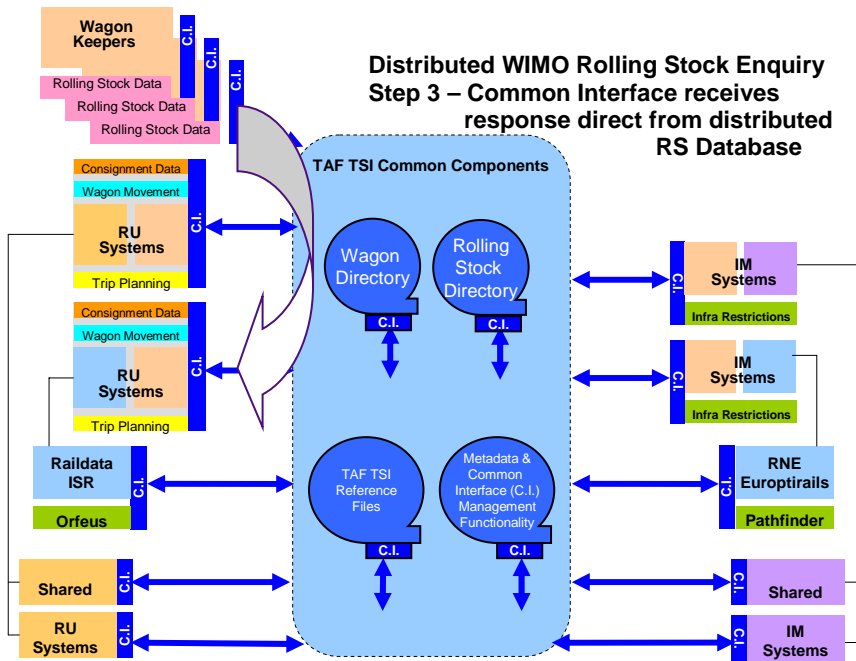 Distributed WIMO Rolling Stock Enquiry
Step 3 – Common Interface receives
response direct from distributed
RS Database
Wagon
Keepers
C.I.
C.I.
C.I.
Rolling Stock Data
Rolling Stock Data
Rolling Stock Data
TAF TSI Common Components
Consignment Data
Wagon Movement
RU
Systems
Trip Planning
C.I.
Consignment Data
Wagon Movement
RU
Systems
Trip Planning
C.I.
Raildata
ISR
Orfeus
C.I.
Shared
C.I.
RU
Systems
C.I.
Wagon
Directory
C.I.
Rolling
Stock
Directory
C.I.
TAF TSI
Reference
Files
C.I.
Metadata &
Common
Interface (C.I.)
Management
Functionality
C.I.
C.I.
IM
Systems
Infra Restrictions
C.I.
IM
Systems
Infra Restrictions
C.I.
RNE
Europtirails
Pathfinder
C.I.
Shared
C.I.
IM
Systems